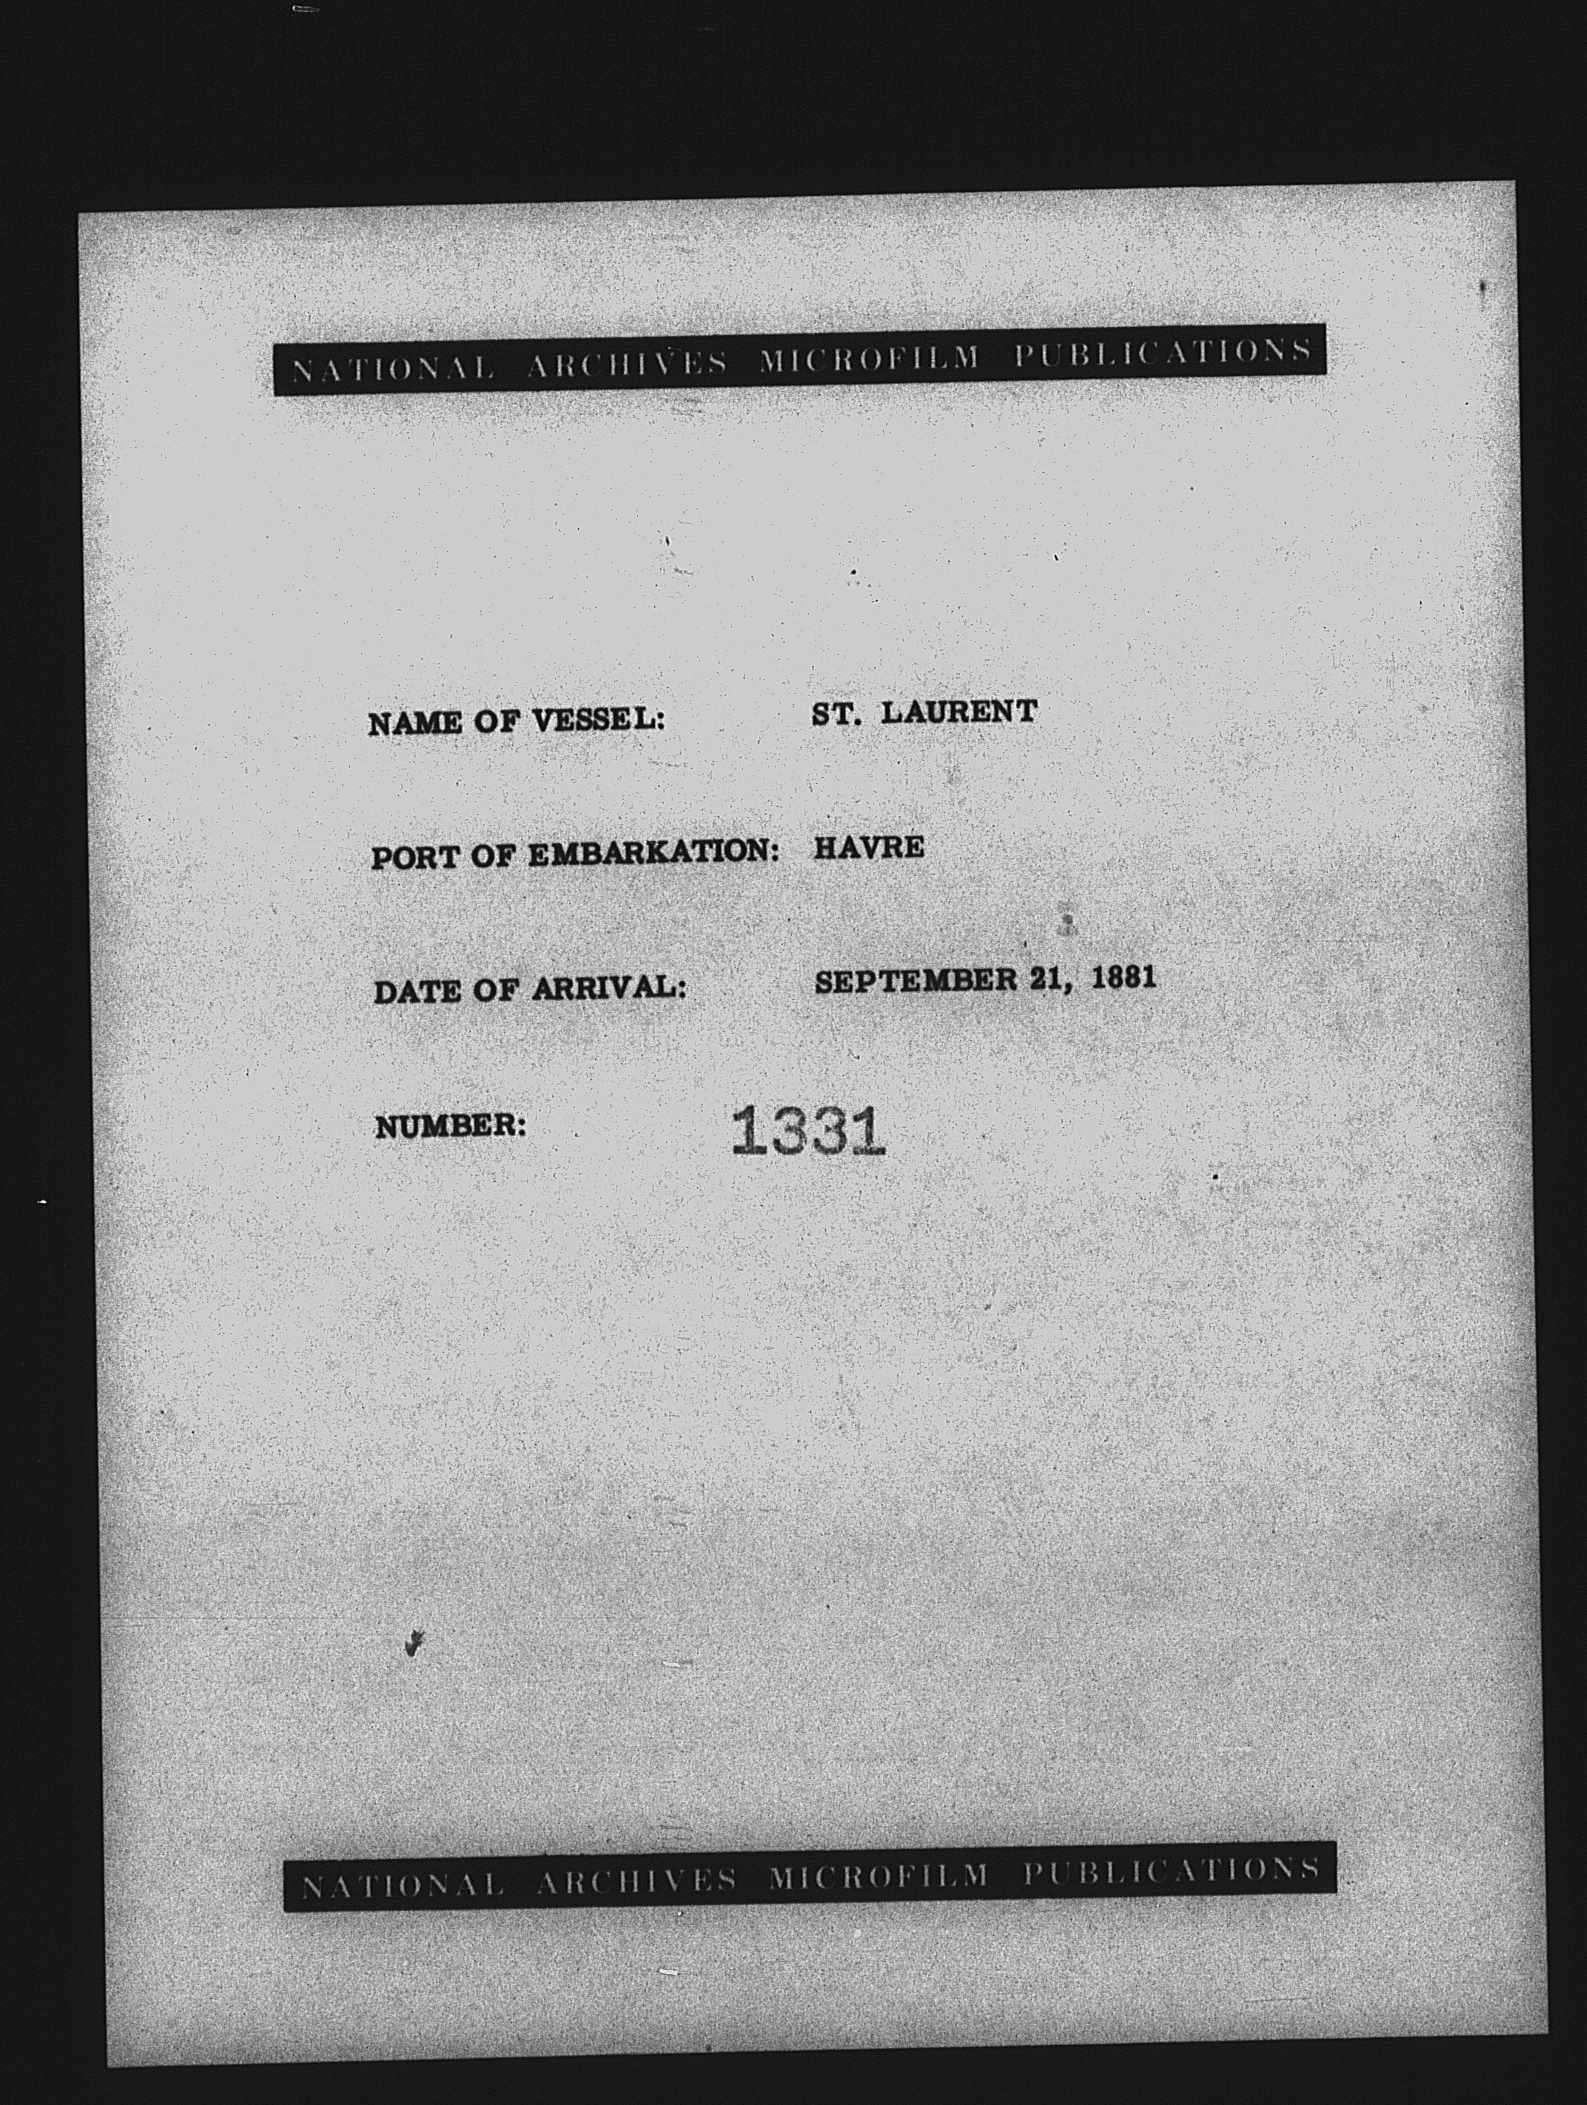 NATIONAL ARCHIVES MICROFILM PUBLICATIONS
NAME OF VESSEL: ST. LAURENT
PORT OF EMBARKATION: HAVRE
DATE OF ARRIVAL: SEPTEMBER 21, 1881
NUMBER: 1331
NATIONAL ARCHIVES MICROFILM PUBLICATIONS